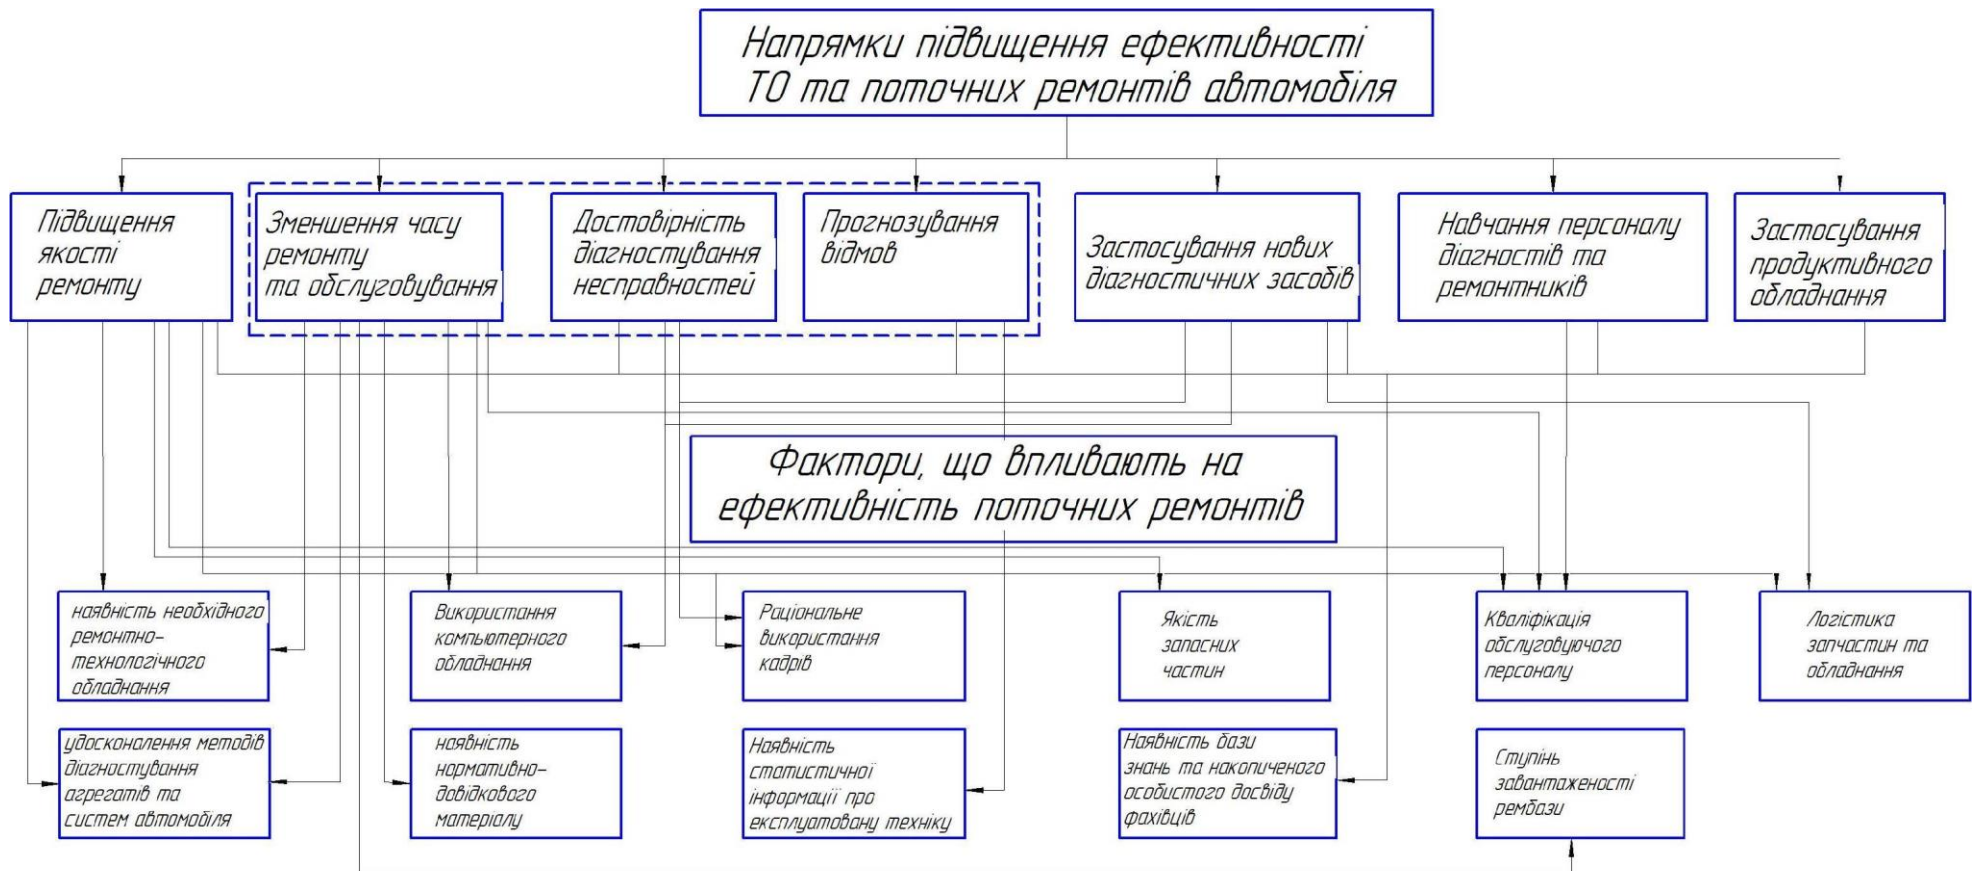 Напрямки підвищення ефективності
ТО та поточних ремонтів автомобіля
Підвищення
якості
ремонту
Зменшення часу
ремонту
та обслуговування
Достовірність
діагностування
несправностей
Прогнозування
відмов
Застосування нових
діагностичних засобів
Навчання персоналу
діагностів та
ремонтників
Застосування
продуктивного
обладнання
Фактори, що впливають на
ефективність поточних ремонтів
наявність необхідного
ремонтно-
технологічного
обладнання
Використання
компьютерного
обладнання
Раціональне
використання
кадрів
Якість
запасних
частин
Кваліфікація
обслуговуючого
персоналу
Логістика
запчастин та
обладнання
удосконалення методів
діагностування
агрегатів та
систем автомобіля
наявність
нормативно-
довідкового
матеріалу
Наявність
статистичної
інформації про
експлуатовану техніку
Наявність бази
знань та накопиченого
особистого досвіду
фахівців
Ступінь
завантаженості
рембази